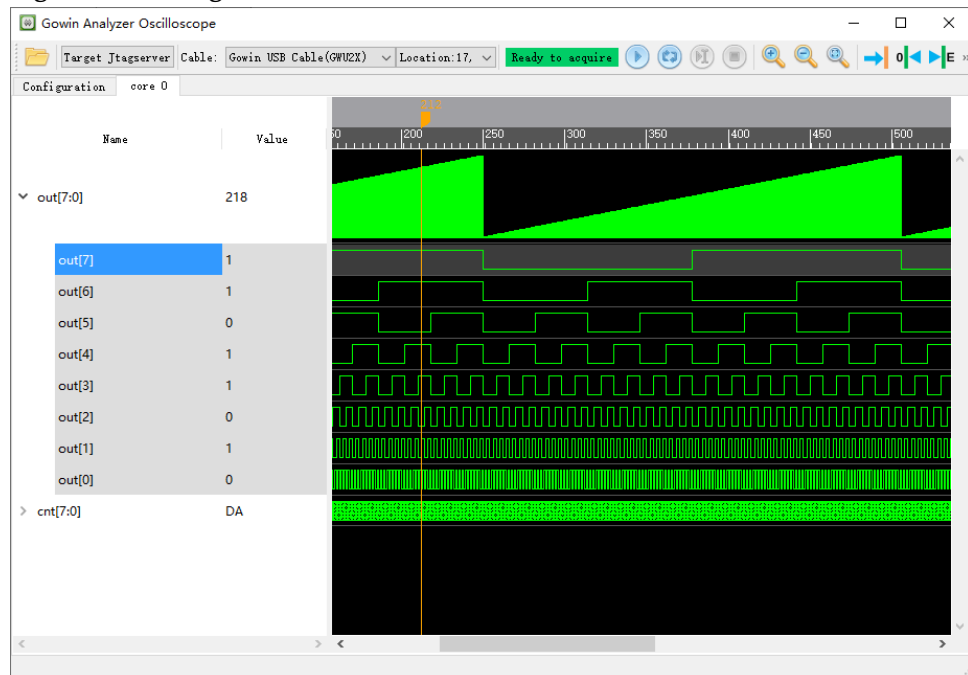 Gowin Analyzer Oscilloscope
Target Jtagserver Cable: Gowin USB Cable(GWU2X) Location:17, Ready to acquire 0 E »
Configuration core 0
212
Name Value 50 200 250 300 350 400 450 500
out[7:0] 218
out[7] 1
out[6] 1
out[5] 0
out[4] 1
out[3] 1
out[2] 0
out[1] 1
out[0] 0
cnt[7:0] DA